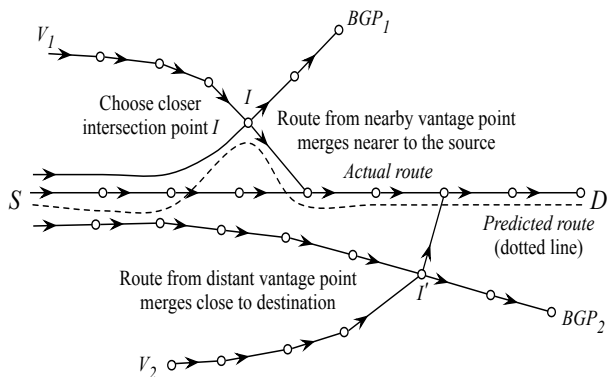 BGP1
V1
I
Choose closer
intersection point I
Route from nearby vantage point
merges nearer to the source
Actual route
S
D
Predicted route
(dotted line)
Route from distant vantage point
merges close to destination
I'
BGP2
V2